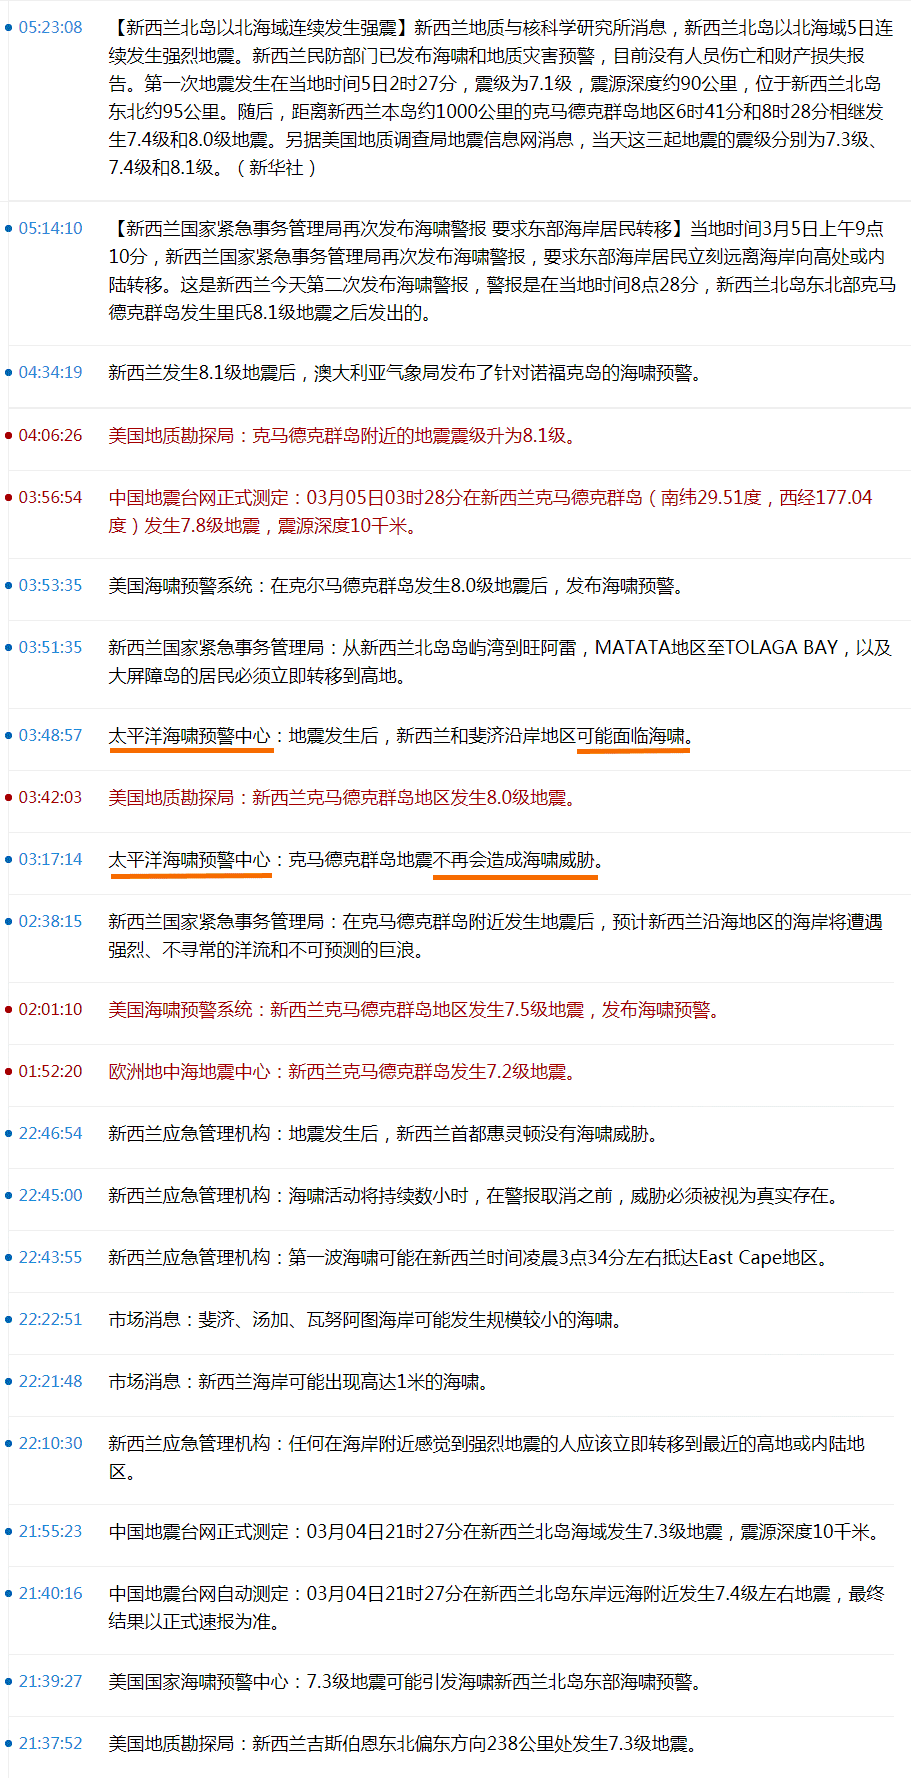 05:23:08
【新西兰北岛以北海域连续发生强震】新西兰地质与核科学研究所消息，新西兰北岛以北海域5日连
续发生强烈地震。新西兰民防部门已发布海啸和地质灾害预警，目前没有人员伤亡和财产损失报
告。第一次地震发生在当地时间5日2时27分，震级为7.1级，震源深度约90公里，位于新西兰北岛
东北约95公里。随后，距离新西兰本岛约1000公里的克马德克群岛地区6时41分和8时28分相继发
生7.4级和8.0级地震。另据美国地质调查局地震信息网消息，当天这三起地震的震级分别为7.3级、
7.4级和8.1级。（新华社）
05:14:10
【新西兰国家紧急事务管理局再次发布海啸警报 要求东部海岸居民转移】当地时间3月5日上午9点
10分，新西兰国家紧急事务管理局再次发布海啸警报，要求东部海岸居民立刻远离海岸向高处或内
陆转移。这是新西兰今天第二次发布海啸警报，警报是在当地时间8点28分，新西兰北岛东北部克马
德克群岛发生里氏8.1级地震之后发出的。
04:34:19
新西兰发生8.1级地震后，澳大利亚气象局发布了针对诺福克岛的海啸预警。
04:06:26
美国地质勘探局：克马德克群岛附近的地震震级升为8.1级。
03:56:54
中国地震台网正式测定：03月05日03时28分在新西兰克马德克群岛（南纬29.51度，西经177.04
度）发生7.8级地震，震源深度10千米。
03:53:35
美国海啸预警系统：在克尔马德克群岛发生8.0级地震后，发布海啸预警。
03:51:35
新西兰国家紧急事务管理局：从新西兰北岛岛屿湾到旺阿雷，MATATA地区至TOLAGA BAY，以及
大屏障岛的居民必须立即转移到高地。
03:48:57
太平洋海啸预警中心：地震发生后，新西兰和斐济沿岸地区可能面临海啸。
03:42:03
美国地质勘探局：新西兰克马德克群岛地区发生8.0级地震。
03:17:14
太平洋海啸预警中心：克马德克群岛地震不再会造成海啸威胁。
02:38:15
新西兰国家紧急事务管理局：在克马德克群岛附近发生地震后，预计新西兰沿海地区的海岸将遭遇
强烈、不寻常的洋流和不可预测的巨浪。
02:01:10
美国海啸预警系统：新西兰克马德克群岛地区发生7.5级地震，发布海啸预警。
01:52:20
欧洲地中海地震中心：新西兰克马德克群岛发生7.2级地震。
22:46:54
新西兰应急管理机构：地震发生后，新西兰首都惠灵顿没有海啸威胁。
22:45:00
新西兰应急管理机构：海啸活动将持续数小时，在警报取消之前，威胁必须被视为真实存在。
22:43:55
新西兰应急管理机构：第一波海啸可能在新西兰时间凌晨3点34分左右抵达East Cape地区。
22:22:51
市场消息：斐济、汤加、瓦努阿图海岸可能发生规模较小的海啸。
22:21:48
市场消息：新西兰海岸可能出现高达1米的海啸。
22:10:30
新西兰应急管理机构：任何在海岸附近感觉到强烈地震的人应该立即转移到最近的高地或内陆地
区。
21:55:23
中国地震台网正式测定：03月04日21时27分在新西兰北岛海域发生7.3级地震，震源深度10千米。
21:40:16
中国地震台网自动测定：03月04日21时27分在新西兰北岛东岸远海附近发生7.4级左右地震，最终
结果以正式速报为准。
21:39:27
美国国家海啸预警中心：7.3级地震可能引发海啸新西兰北岛东部海啸预警。
21:37:52
美国地质勘探局：新西兰吉斯伯恩东北偏东方向238公里处发生7.3级地震。